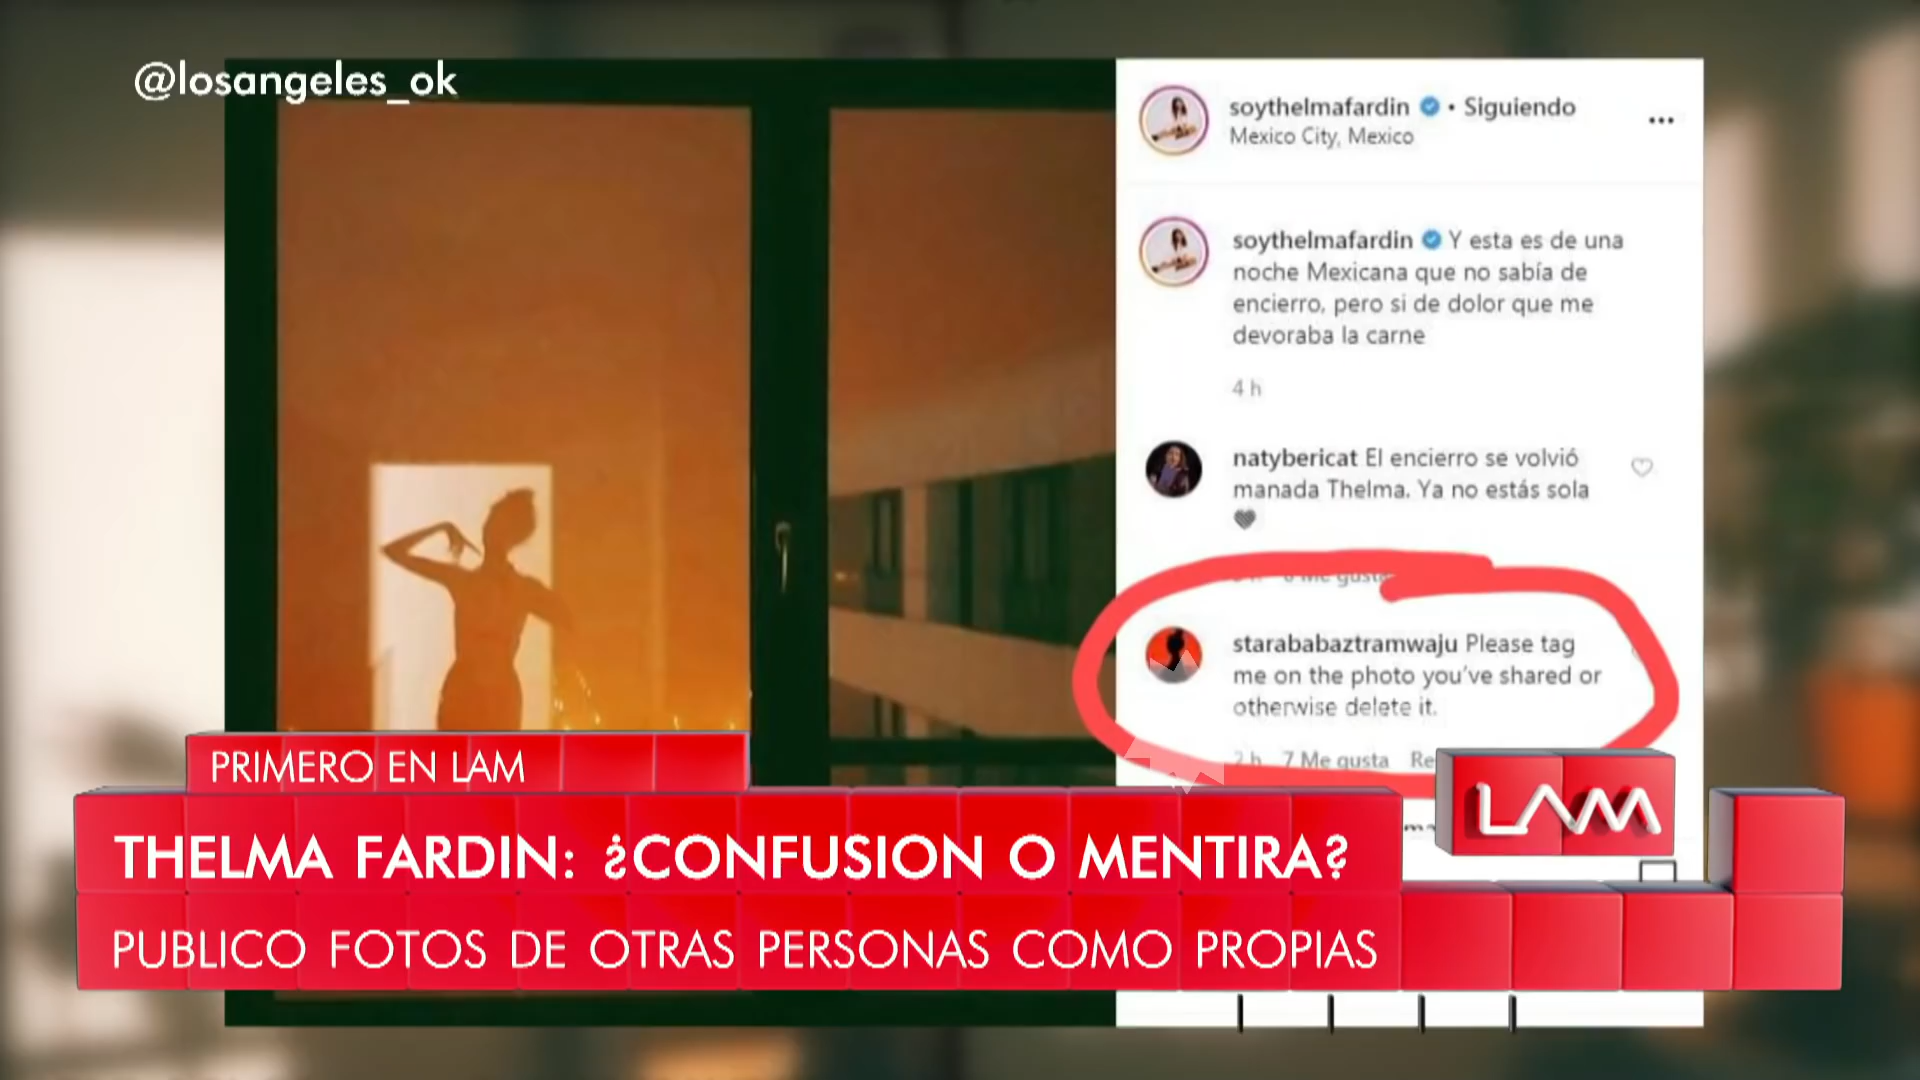 @losangeles_ok
soythelmafardin • Siguiendo
Mexico City, Mexico
soythelmafardin Y esta es de una
noche Mexicana que no sabía de
encierro, pero si de dolor que me
devoraba la carne
4 h
natybericat El encierro se volvió
manada Thelma. Ya no estás sola
Me gusta
starababaztramwaju Please tag
me on the photo you've shared or
otherwise delete it.
2 h 7 Me gusta
PRIMERO EN LAM
LAM
THELMA FARDIN: ¿CONFUSION O MENTIRA?
PUBLICO FOTOS DE OTRAS PERSONAS COMO PROPIAS